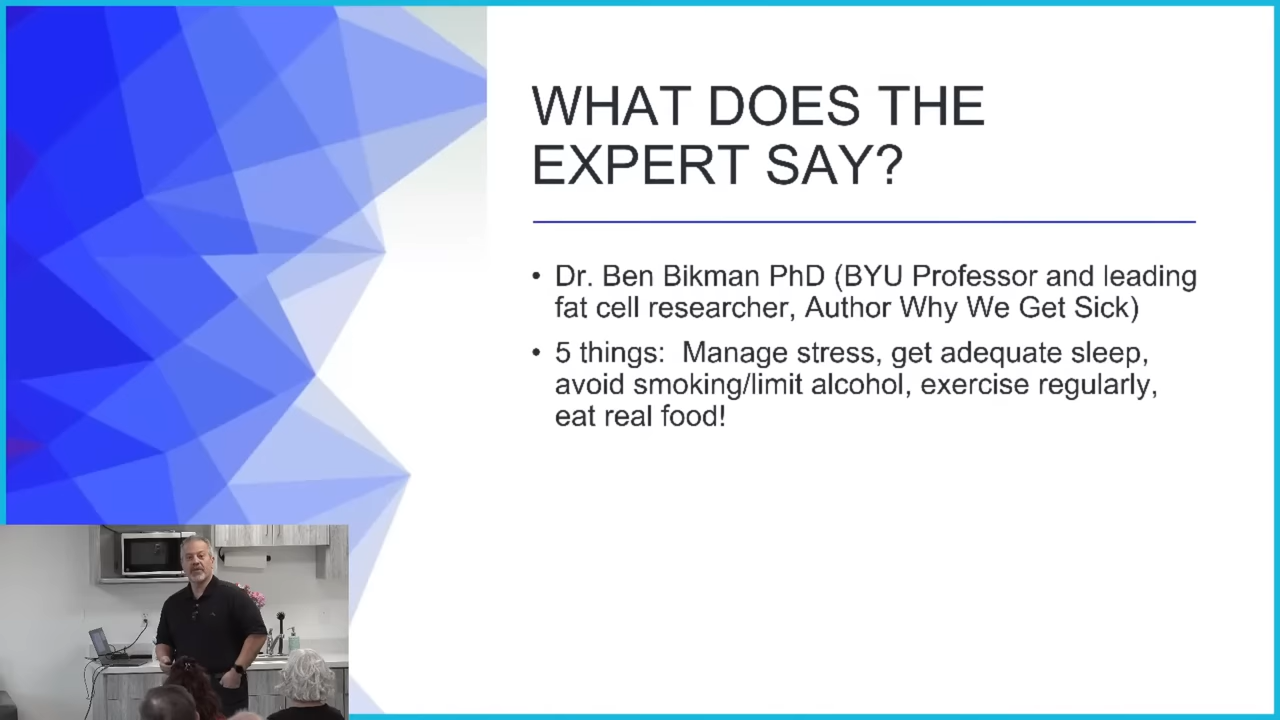 WHAT DOES THE
EXPERT SAY?
• Dr. Ben Bikman PhD (BYU Professor and leading
fat cell researcher, Author Why We Get Sick)
• 5 things:  Manage stress, get adequate sleep,
avoid smoking/limit alcohol, exercise regularly,
eat real food!